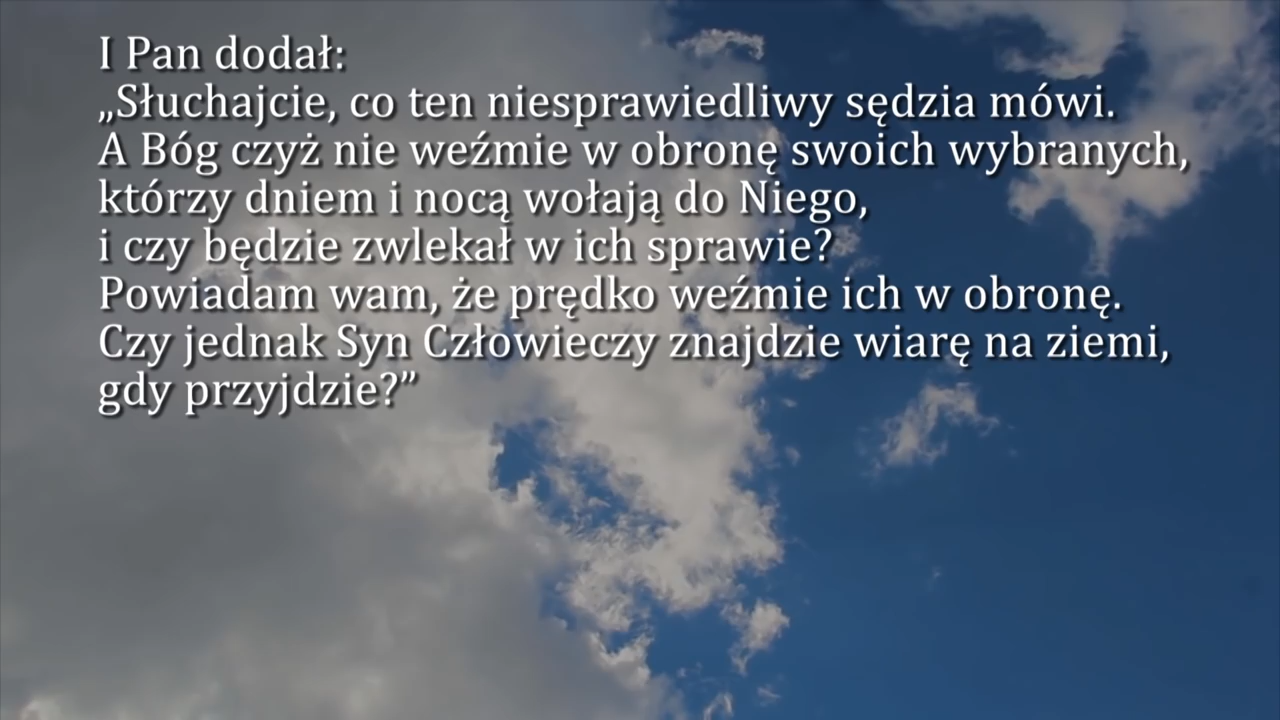 I Pan dodał:
„Słuchajcie, co ten niesprawiedliwy sędzia mówi.
A Bóg czyż nie weźmie w obronę swoich wybranych,
którzy dniem i nocą wołają do Niego,
i czy będzie zwlekał w ich sprawie?
Powiadam wam, że prędko weźmie ich w obronę.
Czy jednak Syn Człowieczy znajdzie wiarę na ziemi,
gdy przyjdzie?”